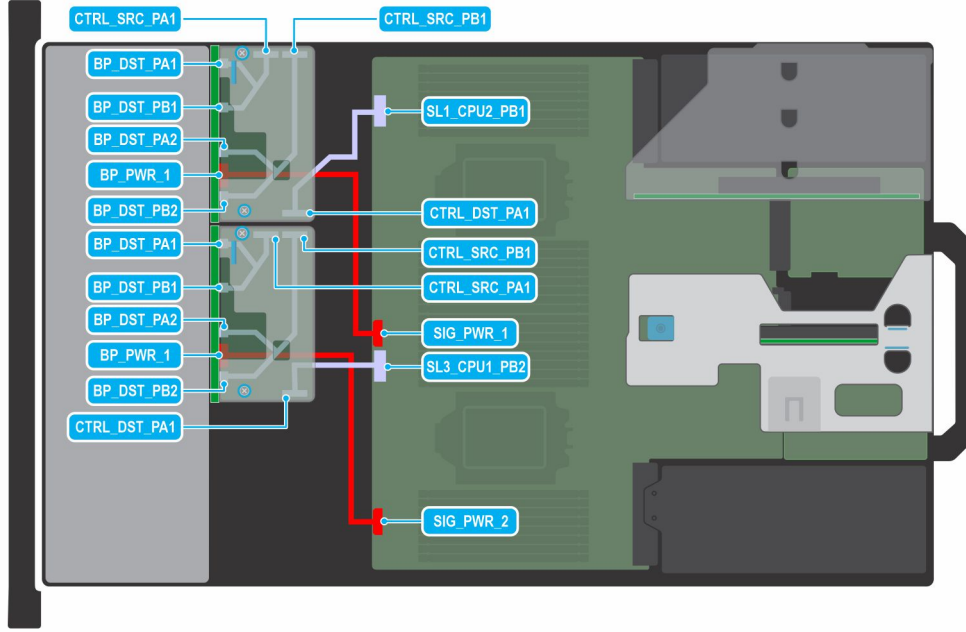 CTRL_SRC_PA1
CTRL_SRC_PB1
BP_DST_PA1
BP_DST_PB1
BP_DST_PA2
BP_PWR_1
BP_DST_PB2
BP_DST_PA1
BP_DST_PB1
BP_DST_PA2
BP_PWR_1
BP_DST_PB2
CTRL_DST_PA1
SL1_CPU2_PB1
CTRL_DST_PA1
CTRL_SRC_PB1
CTRL_SRC_PA1
SIG_PWR_1
SL3_CPU1_PB2
SIG_PWR_2